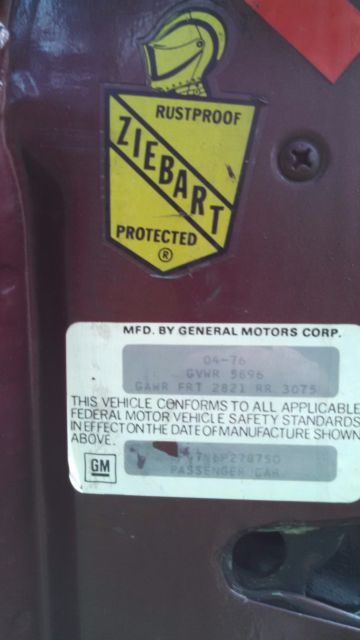 RUSTPROOF
ZIEBART
PROTECTED
®
MFD. BY GENERAL MOTORS CORP.
04-76
GVWR 5696
GAWR FRT 2821 RR 3075
THIS VEHICLE CONFORMS TO ALL APPLICABLE
FEDERAL MOTOR VEHICLE SAFETY STANDARDS
IN EFFECT ON THE DATE OF MANUFACTURE SHOWN
ABOVE.
GM
PASSENGER CAR